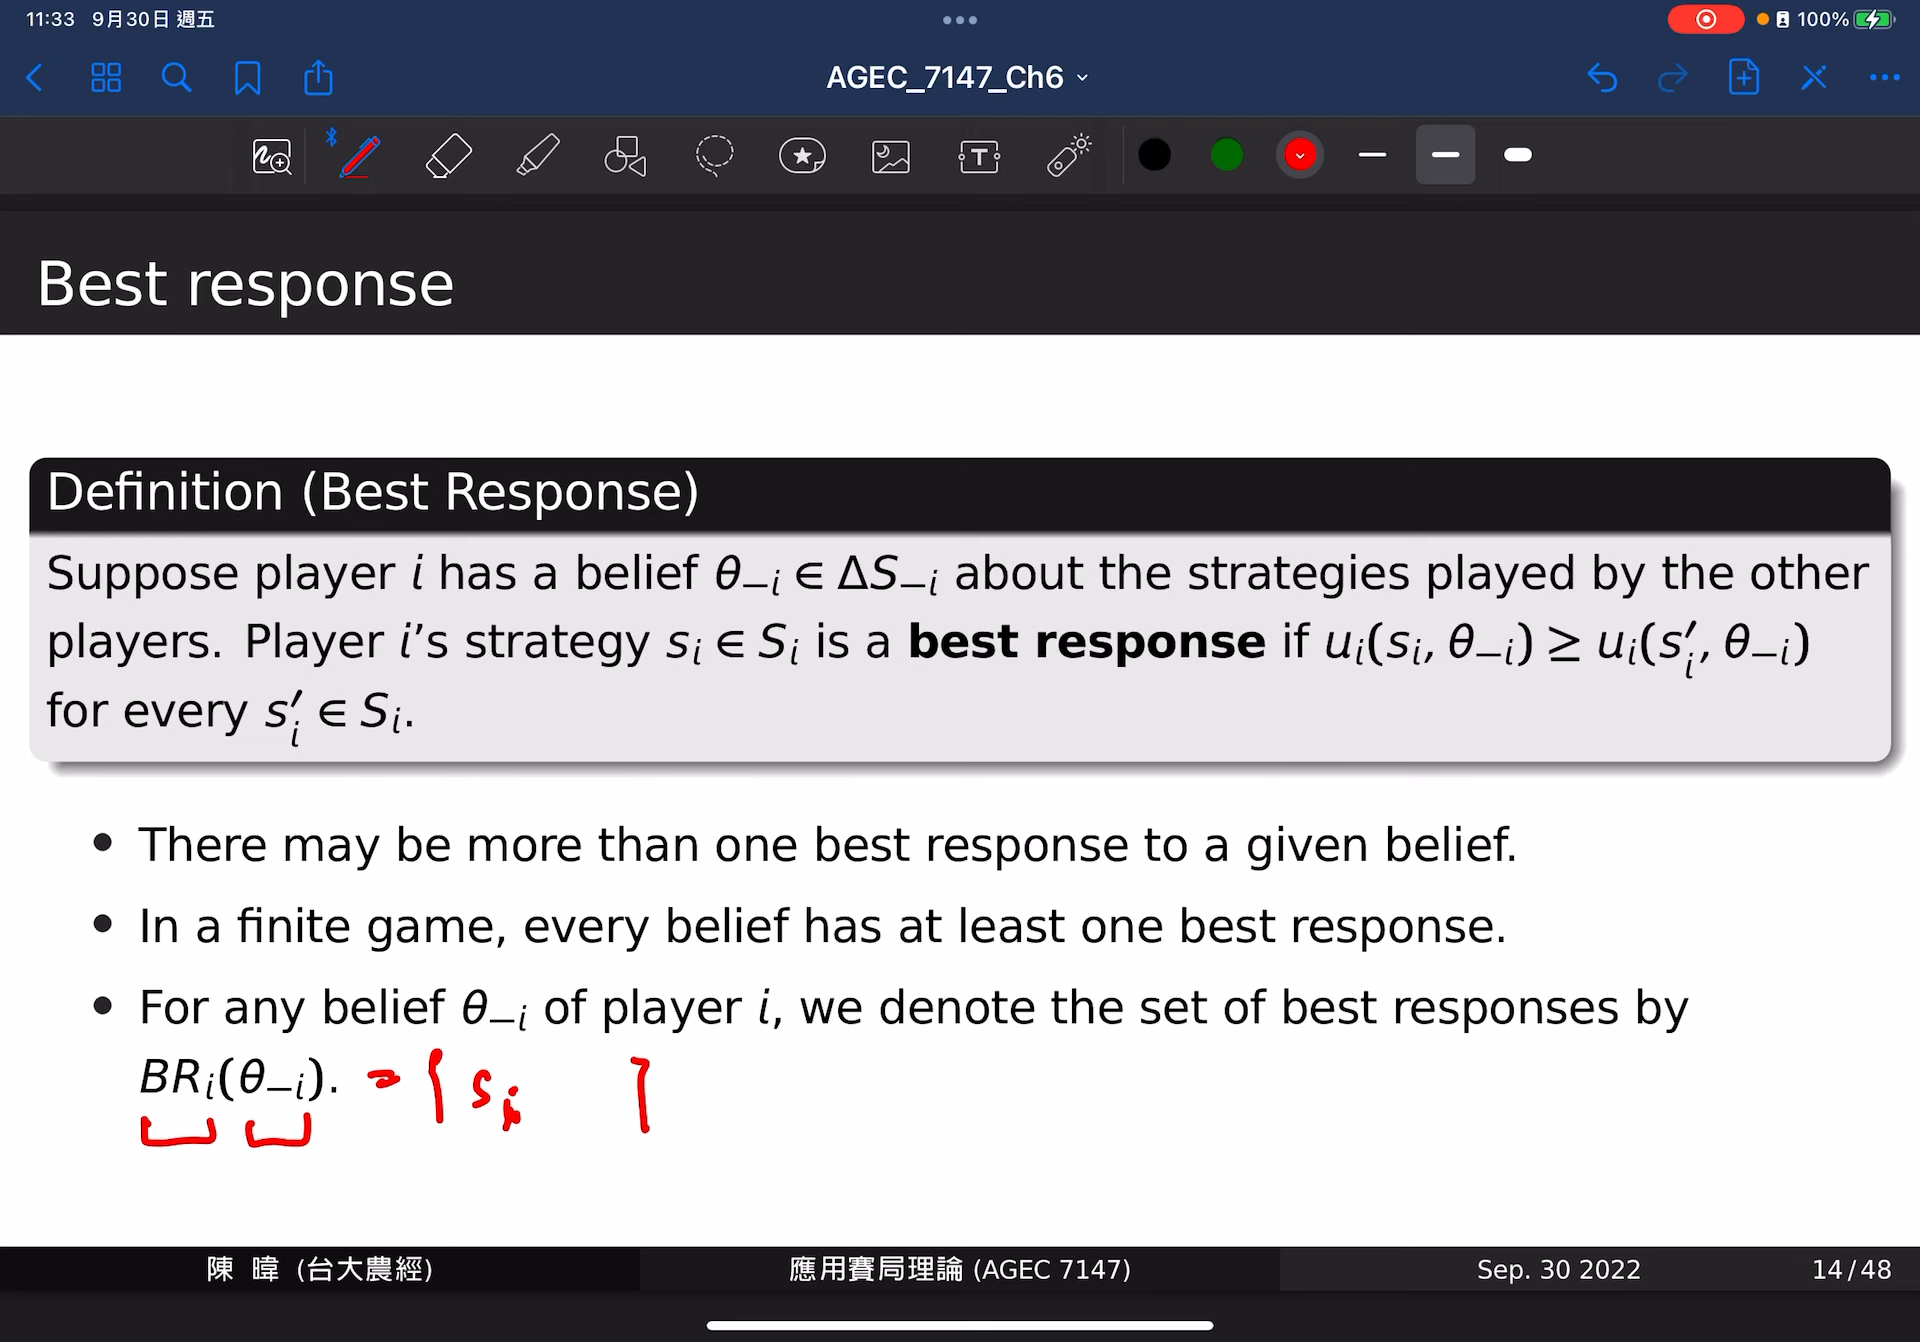 11:33 9月30日 週五
100%
AGEC_7147_Ch6
T
Best response
Definition (Best Response)
Suppose player i has a belief θ₋ᵢ ∈ ΔS₋ᵢ about the strategies played by the other
players. Player i’s strategy sᵢ ∈ Sᵢ is a best response if uᵢ(sᵢ, θ₋ᵢ) ≥ uᵢ(s′ᵢ, θ₋ᵢ)
for every s′ᵢ ∈ Sᵢ.
• There may be more than one best response to a given belief.
• In a finite game, every belief has at least one best response.
• For any belief θ₋ᵢ of player i, we denote the set of best responses by
BRᵢ(θ₋ᵢ). = { sᵢ }
陳 暐 (台大農經) 應用賽局理論 (AGEC 7147) Sep. 30 2022 14/48